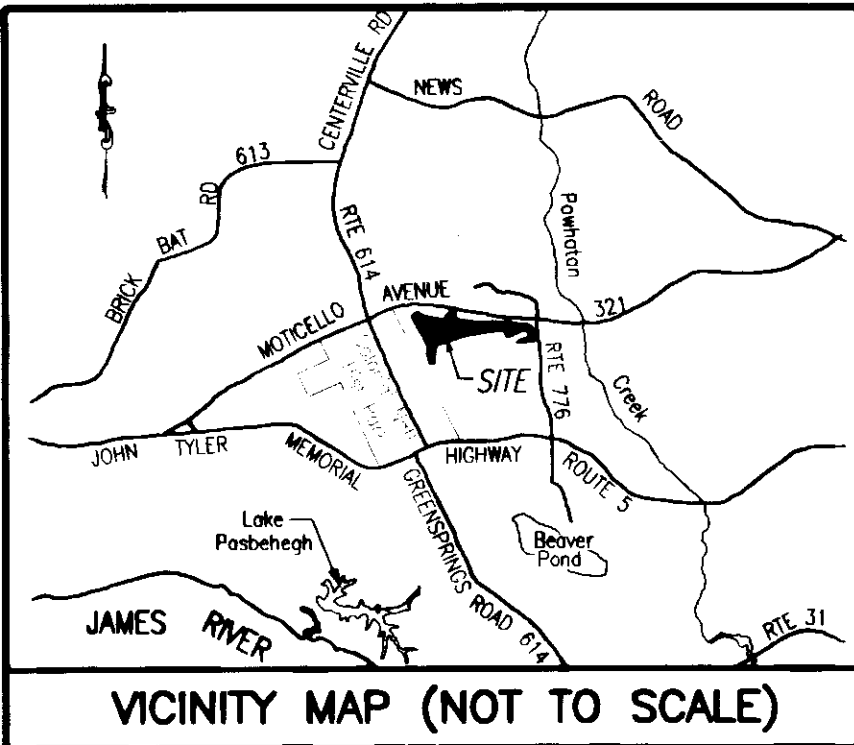 CENTERVILLE RD
NEWS ROAD
613
BRICK BAT RD
RTE 614
Powhatan Creek
MOTICELLO AVENUE
321
SITE
RTE 776
JOHN TYLER MEMORIAL HIGHWAY
ROUTE 5
GREENSPRINGS ROAD 614
Lake
Pasbehegh
Beaver
Pond
JAMES RIVER
RTE 31
VICINITY MAP (NOT TO SCALE)